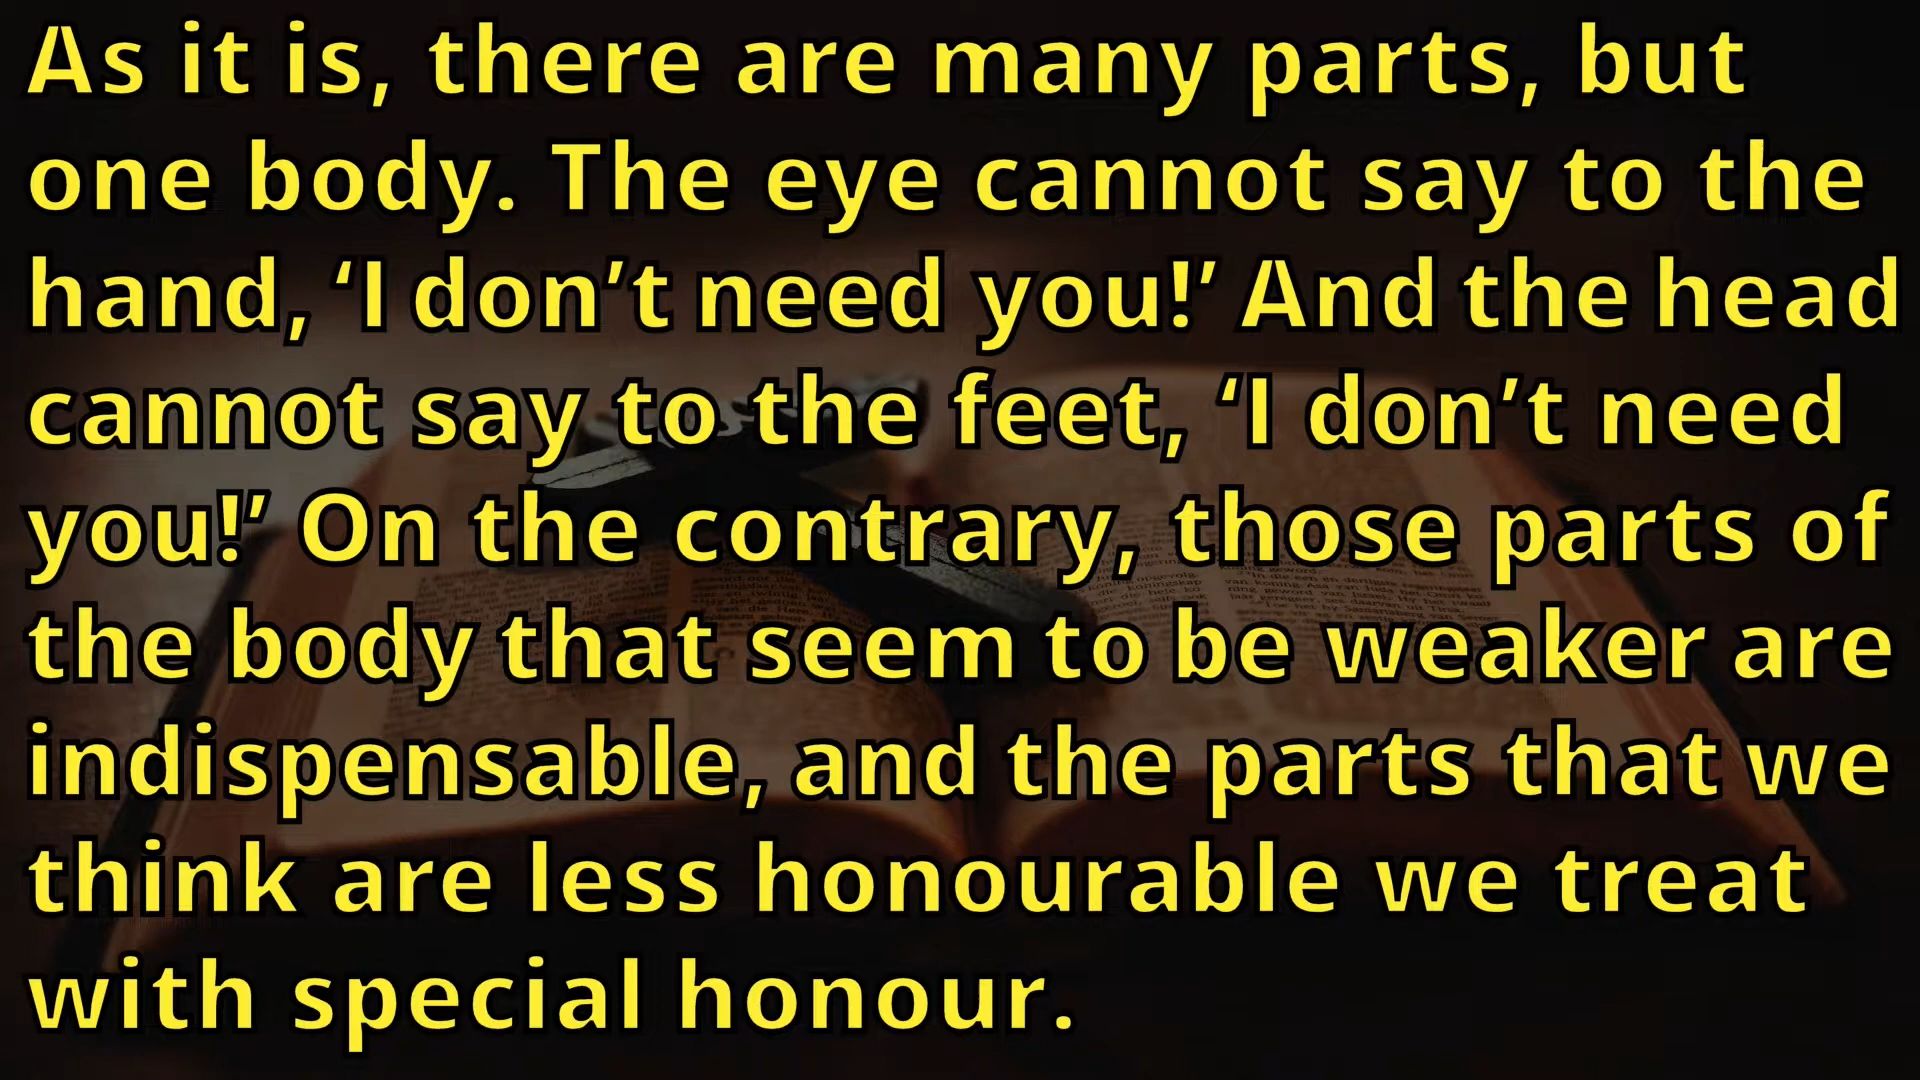 As it is, there are many parts, but
one body. The eye cannot say to the
hand, ‘I don’t need you!’ And the head
cannot say to the feet, ‘I don’t need
you!’ On the contrary, those parts of
the body that seem to be weaker are
indispensable, and the parts that we
think are less honourable we treat
with special honour.